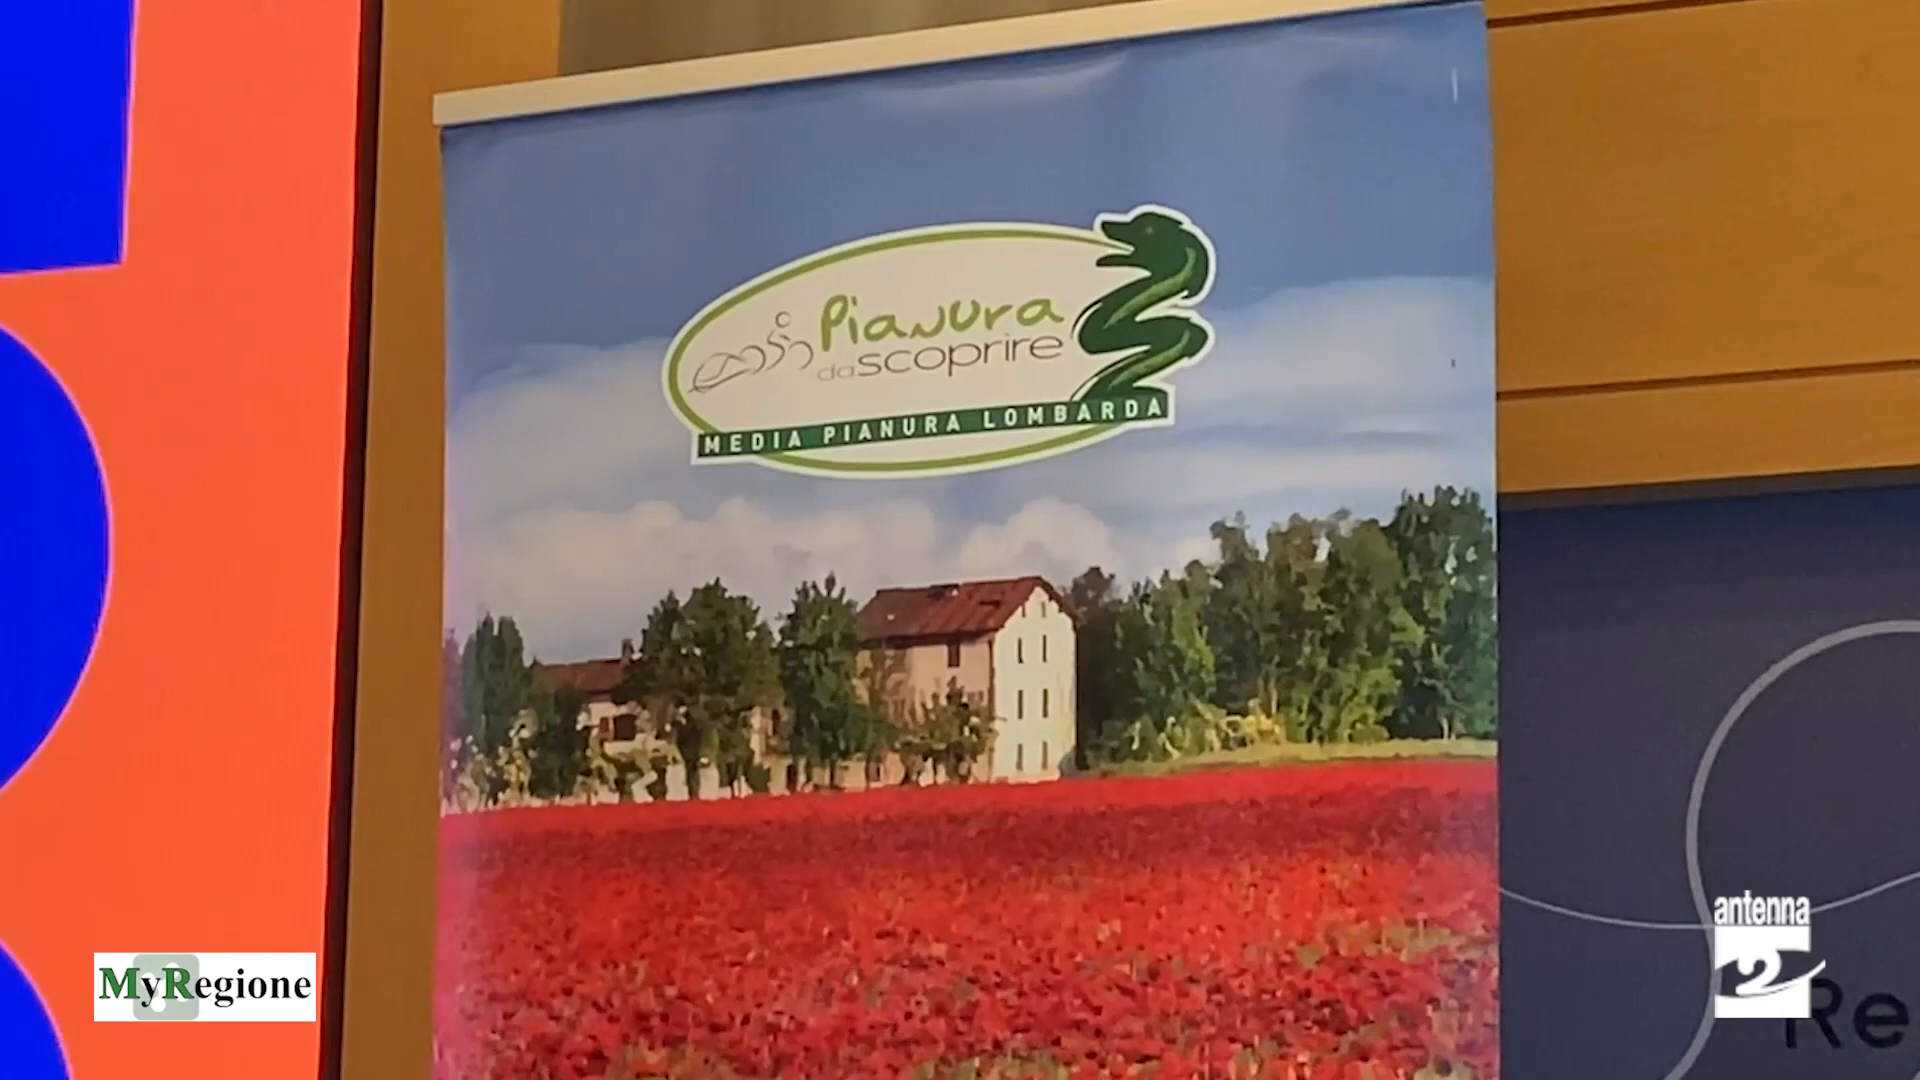 Pianura
da scoprire
MEDIA PIANURA LOMBARDA
MyRegione
antenna
2
Re